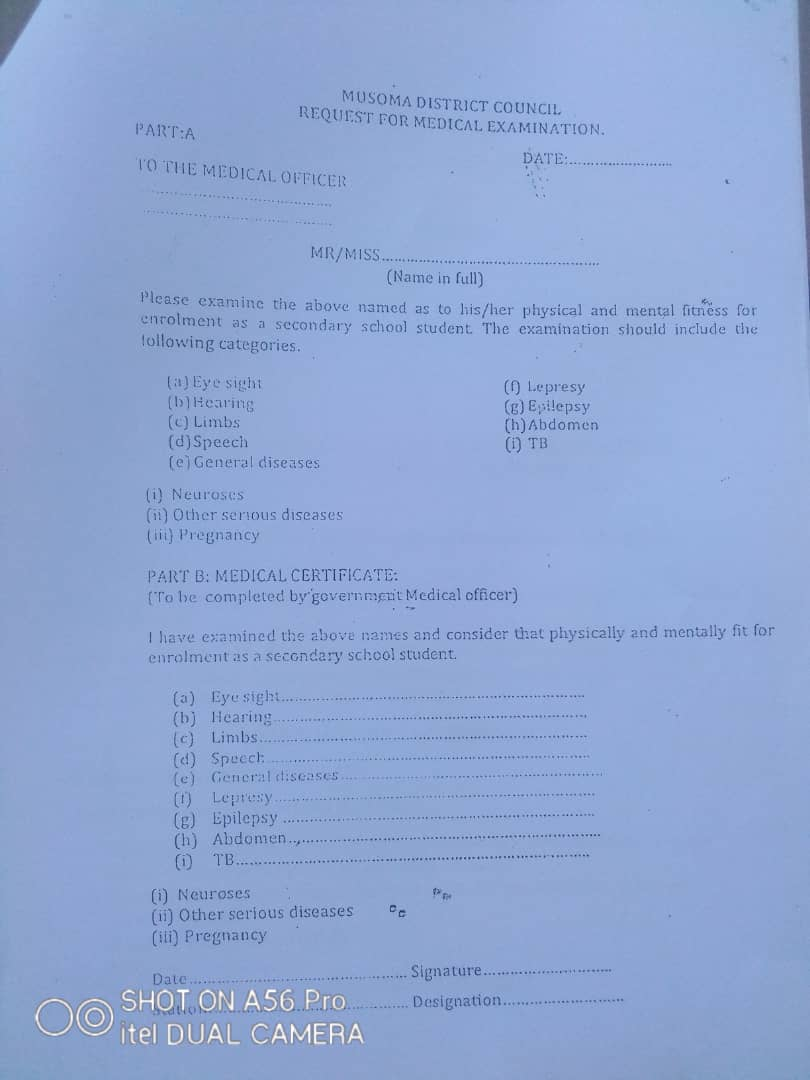 MUSOMA DISTRICT COUNCIL
REQUEST FOR MEDICAL EXAMINATION.
PART:A
DATE:........................
TO THE MEDICAL OFFICER
........................................
........................................
MR/MISS..................................................
(Name in full)
Please examine the above named as to his/her physical and mental fitness for
enrolment as a secondary school student. The examination should include the
following categories.
(a) Eye sight
(b) Hearing
(c) Limbs
(d) Speech
(e) General diseases
(f) Lepresy
(g) Epilepsy
(h) Abdomen
(i) TB
(i) Neuroses
(ii) Other serious diseases
(iii) Pregnancy
PART B: MEDICAL CERTIFICATE:
(To be completed by government Medical officer)
I have examined the above names and consider that physically and mentally fit for
enrolment as a secondary school student.
(a) Eye sight............................................................
(b) Hearing............................................................
(c) Limbs............................................................
(d) Speech............................................................
(e) General diseases..................................................
(f) Lepresy............................................................
(g) Epilepsy............................................................
(h) Abdomen............................................................
(i) TB............................................................
(i) Neuroses
(ii) Other serious diseases
(iii) Pregnancy
Date........................................ Signature........................
Station........................................ Designation........................
SHOT ON A56 Pro
itel DUAL CAMERA